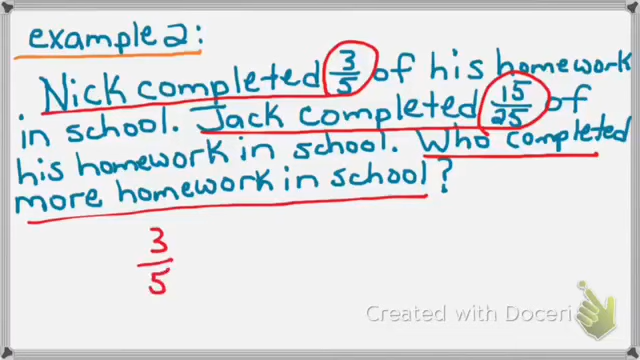 example 2:
Nick completed 3/5 of his homework
in school. Jack completed 15/25 of
his homework in school. Who completed
more homework in school?
3/5
Created with Doceri